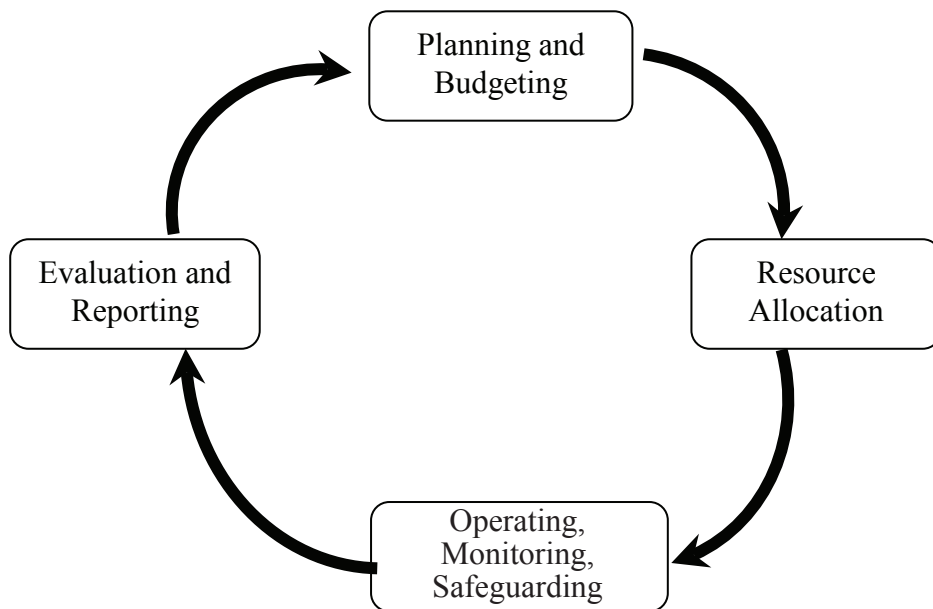 Planning and
Budgeting
Evaluation and
Reporting
Resource
Allocation
Operating,
Monitoring,
Safeguarding